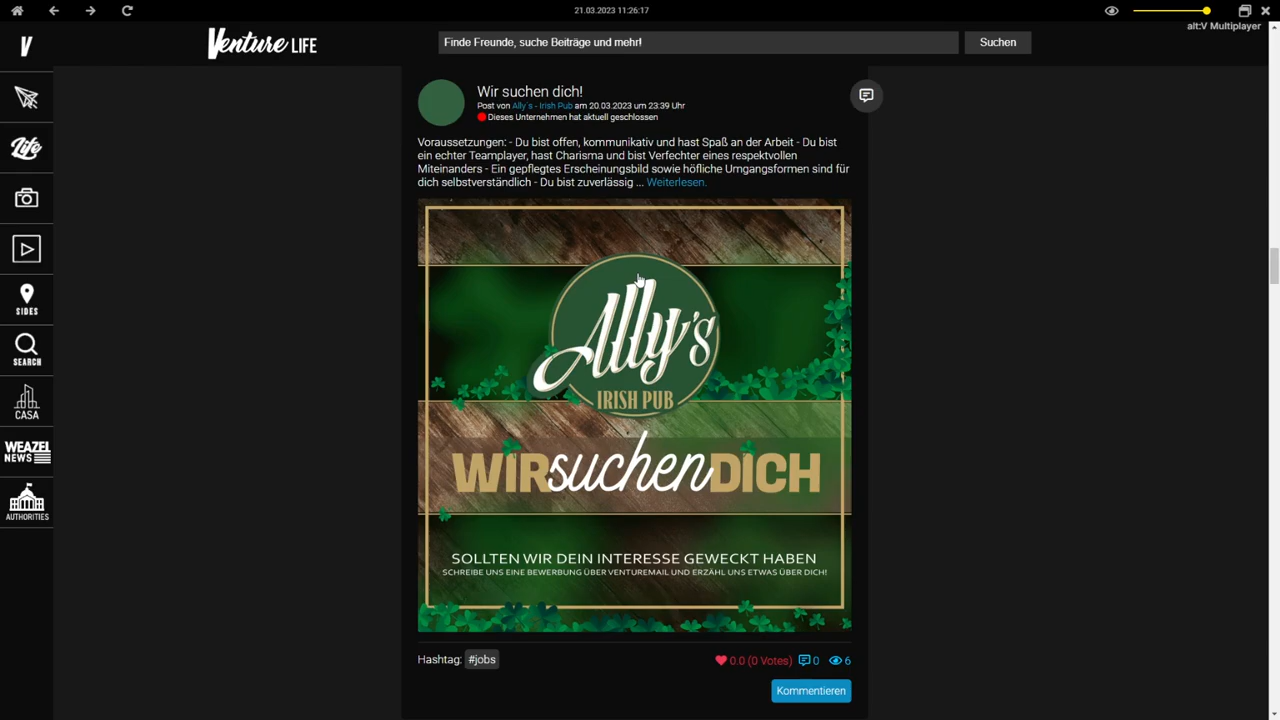 21.03.2023 11:26:17
alt:V Multiplayer
V
Venture LIFE
Finde Freunde, suche Beiträge und mehr!
Suchen
Life
SIDES
SEARCH
CASA
WEAZEL
NEWS
AUTHORITIES
Wir suchen dich!
Post von Ally´s - Irish Pub am 20.03.2023 um 23:39 Uhr
Dieses Unternehmen hat aktuell geschlossen
Voraussetzungen: - Du bist offen, kommunikativ und hast Spaß an der Arbeit - Du bist
ein echter Teamplayer, hast Charisma und bist Verfechter eines respektvollen
Miteinanders - Ein gepflegtes Erscheinungsbild sowie höfliche Umgangsformen sind für
dich selbstverständlich - Du bist zuverlässig ... Weiterlesen.
Ally's
IRISH PUB
WIR suchen DICH
SOLLTEN WIR DEIN INTERESSE GEWECKT HABEN
SCHREIBE UNS EINE BEWERBUNG ÜBER VENTUREMAIL UND ERZÄHL UNS ETWAS ÜBER DICH!
Hashtag: #jobs
0.0 (0 Votes) 0 6
Kommentieren